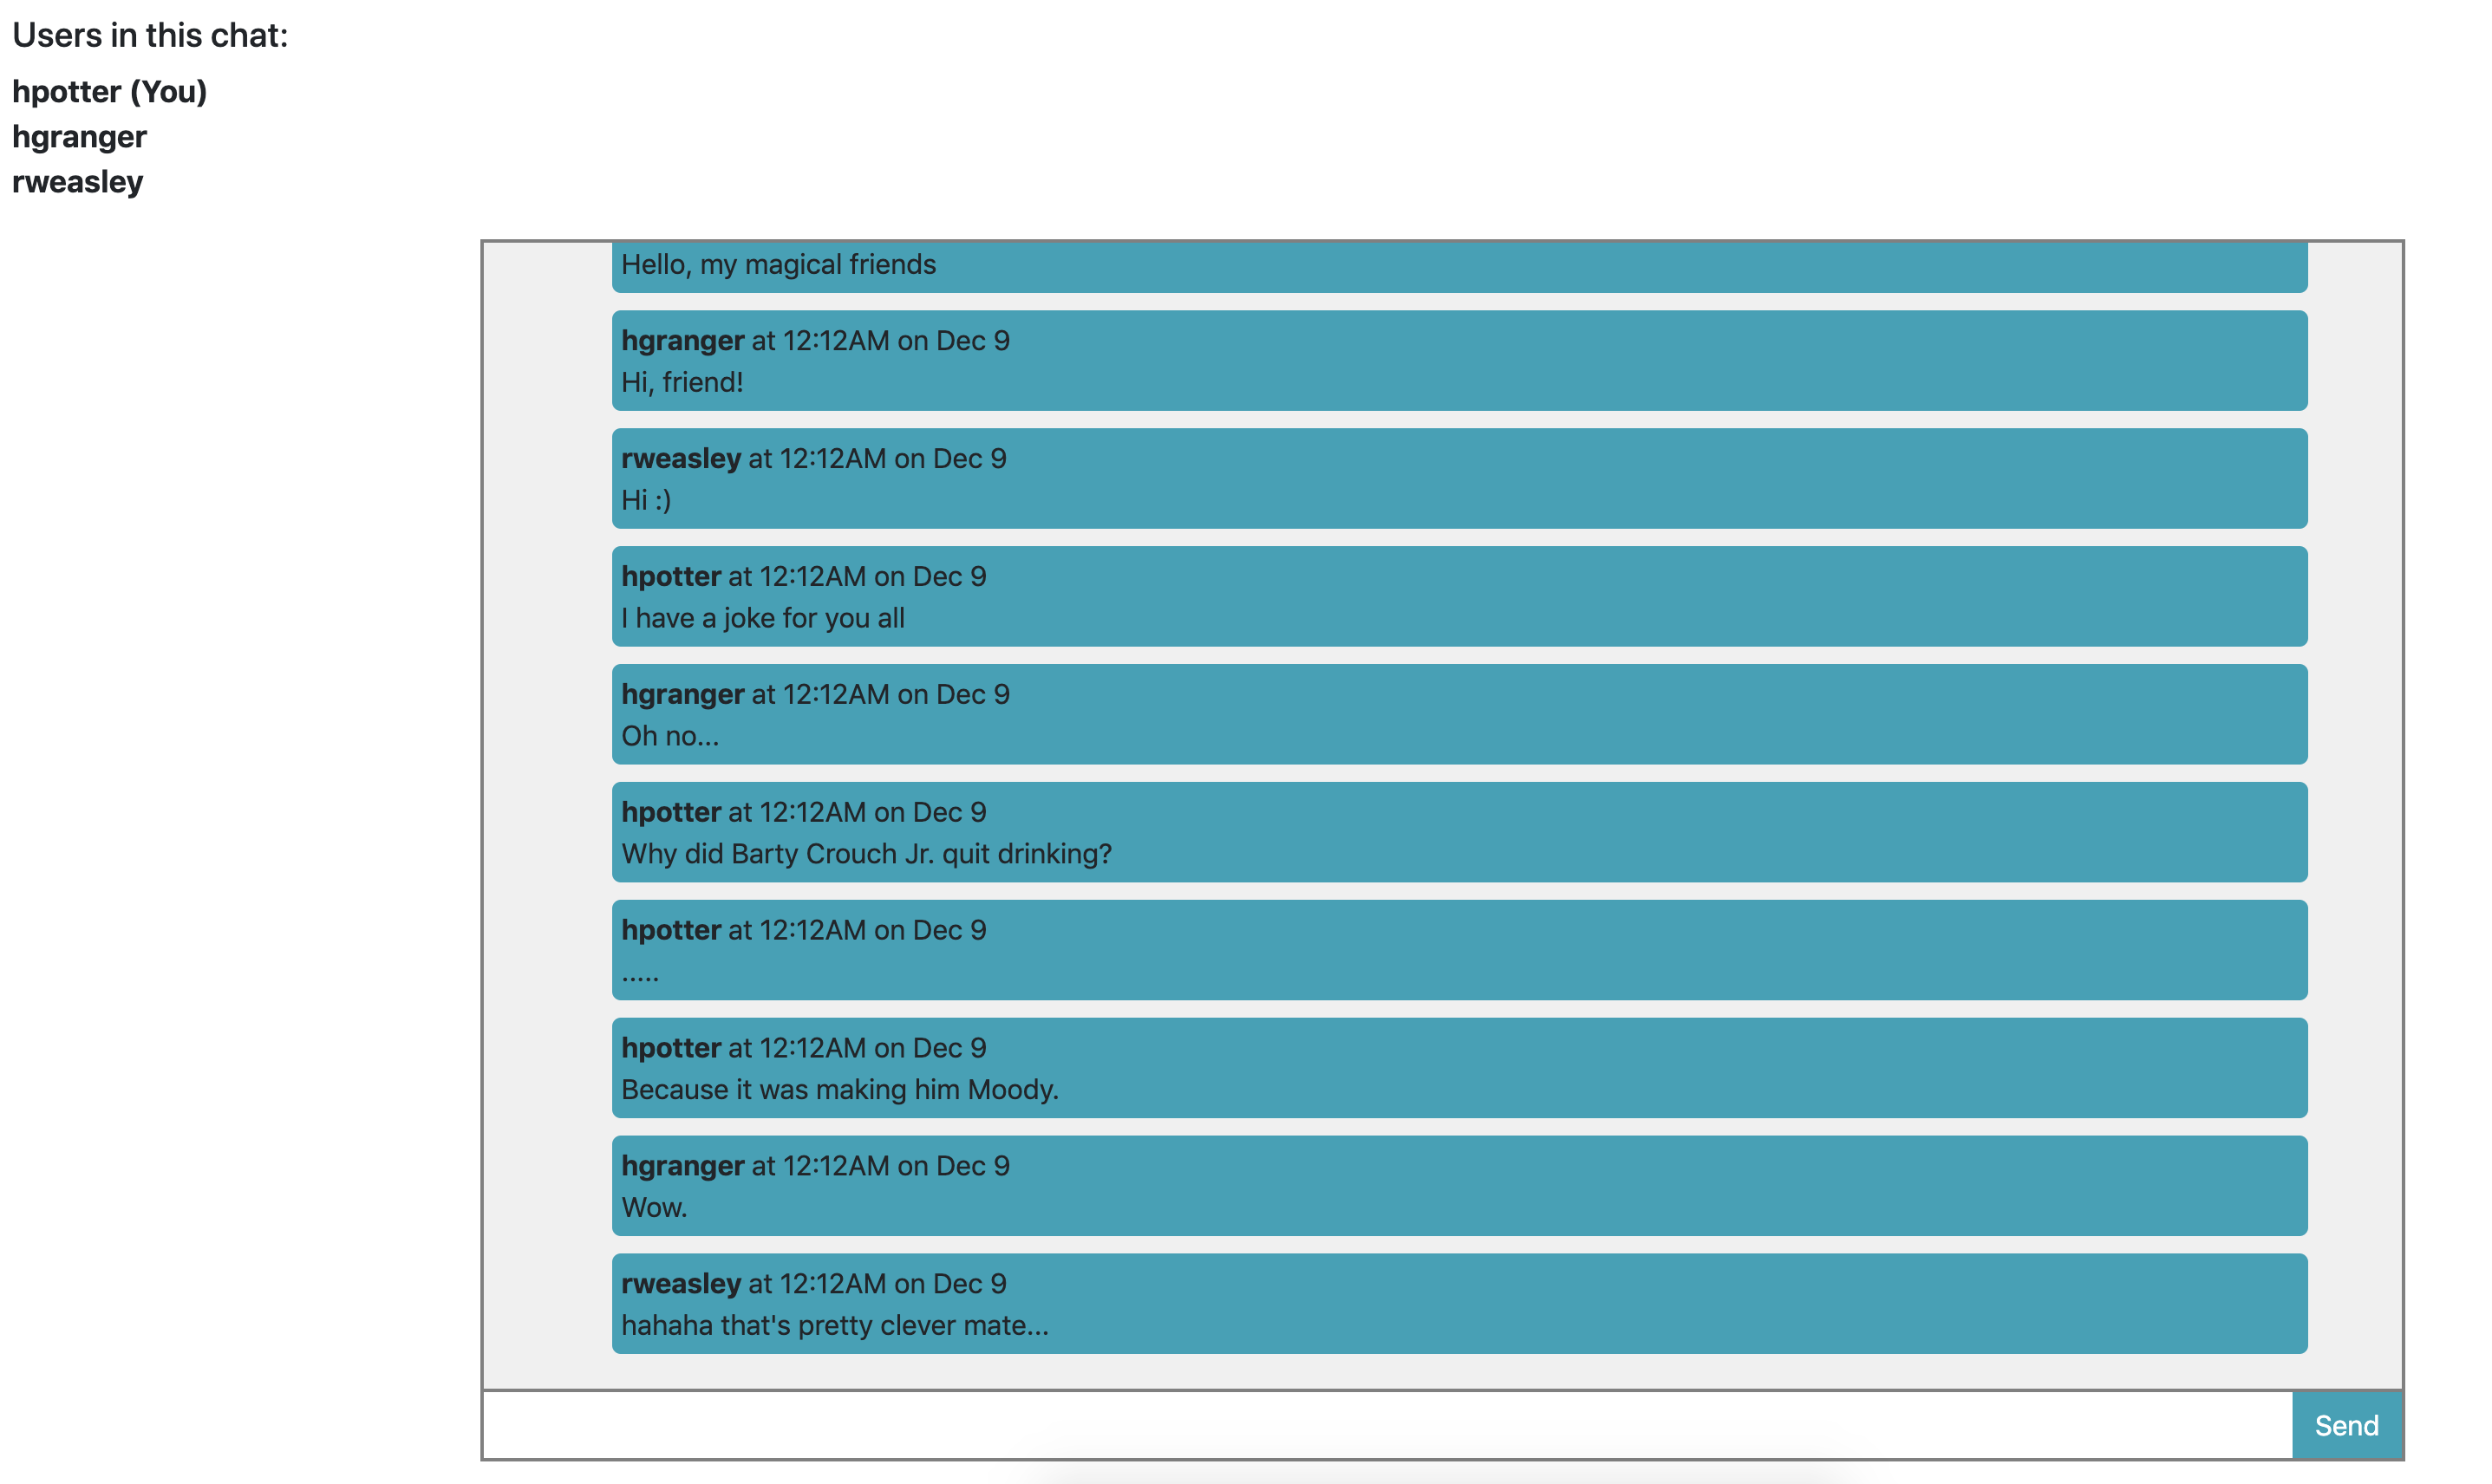 Users in this chat:
hpotter (You)
hgranger
rweasley
Hello, my magical friends
hgranger at 12:12AM on Dec 9
Hi, friend!
rweasley at 12:12AM on Dec 9
Hi :)
hpotter at 12:12AM on Dec 9
I have a joke for you all
hgranger at 12:12AM on Dec 9
Oh no...
hpotter at 12:12AM on Dec 9
Why did Barty Crouch Jr. quit drinking?
hpotter at 12:12AM on Dec 9
.....
hpotter at 12:12AM on Dec 9
Because it was making him Moody.
hgranger at 12:12AM on Dec 9
Wow.
rweasley at 12:12AM on Dec 9
hahaha that's pretty clever mate...
Send